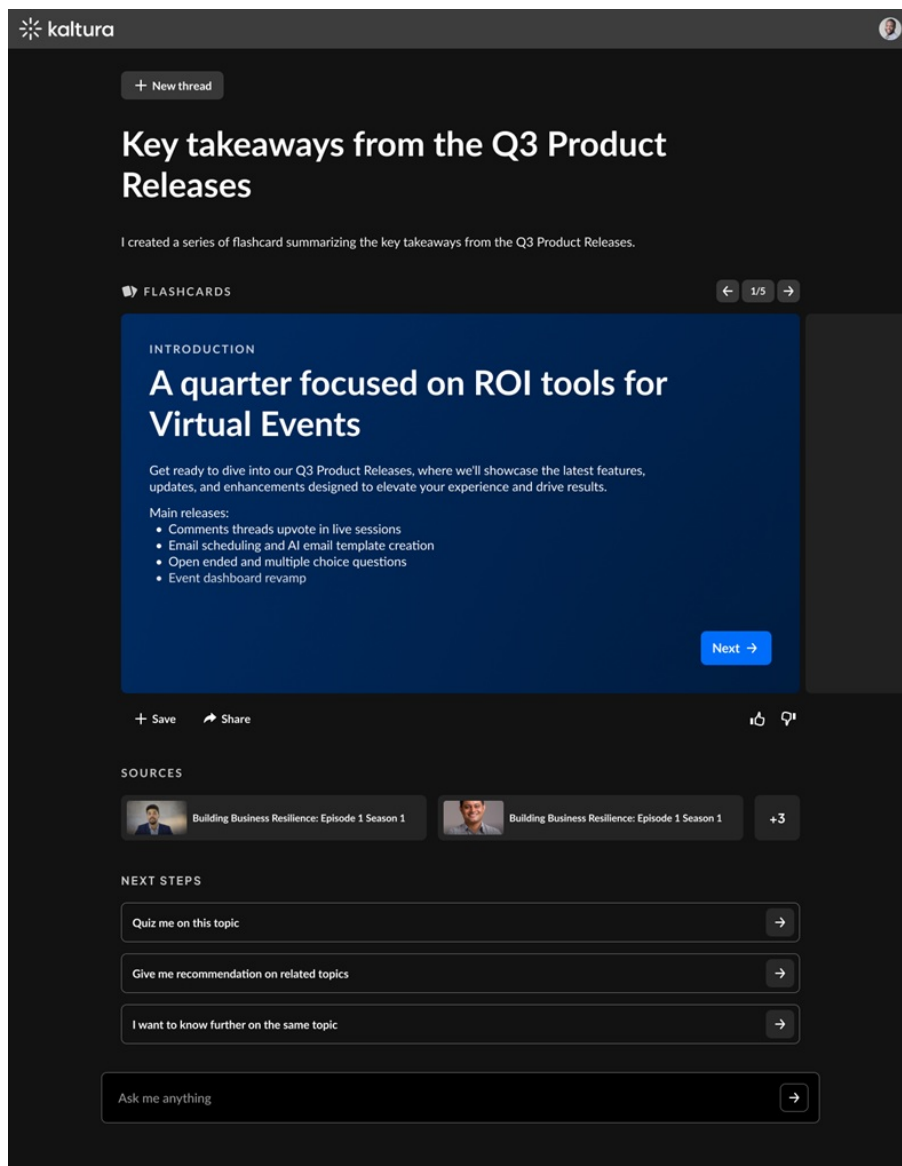 kaltura
+ New thread
Key takeaways from the Q3 Product
Releases
I created a series of flashcard summarizing the key takeaways from the Q3 Product Releases.
FLASHCARDS
← 1/5 →
INTRODUCTION
A quarter focused on ROI tools for
Virtual Events
Get ready to dive into our Q3 Product Releases, where we'll showcase the latest features,
updates, and enhancements designed to elevate your experience and drive results.
Main releases:
• Comments threads upvote in live sessions
• Email scheduling and AI email template creation
• Open ended and multiple choice questions
• Event dashboard revamp
Next →
+ Save Share
SOURCES
Building Business Resilience: Episode 1 Season 1 Building Business Resilience: Episode 1 Season 1 +3
NEXT STEPS
Quiz me on this topic →
Give me recommendation on related topics →
I want to know further on the same topic →
Ask me anything →